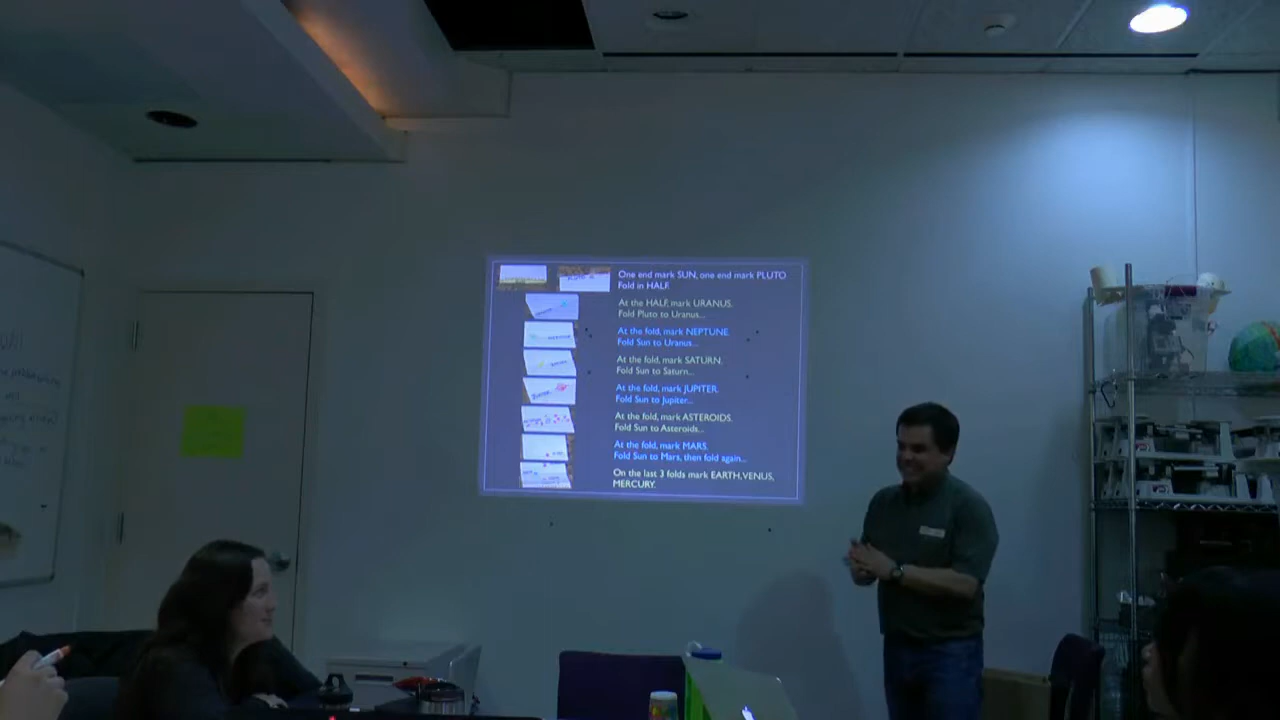 One end mark SUN, one end mark PLUTO
Fold in HALF.
At the HALF, mark URANUS.
Fold Pluto to Uranus...
At the fold, mark NEPTUNE.
Fold Sun to Uranus...
At the fold, mark SATURN.
Fold Sun to Saturn...
At the fold, mark JUPITER.
Fold Sun to Jupiter...
At the fold, mark ASTEROIDS.
Fold Sun to Asteroids...
At the fold, mark MARS.
Fold Sun to Mars, then fold again...
On the last 3 folds mark EARTH, VENUS,
MERCURY.